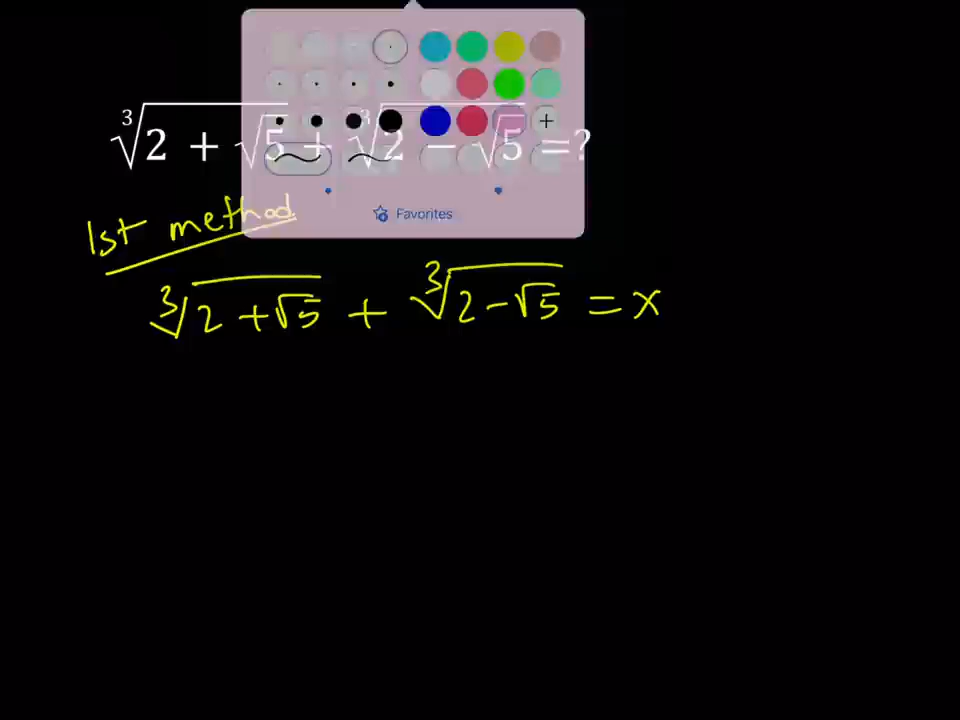 ∛(2 + √5) + ∛(2 − √5) =?
Favorites
1st method
∛(2 + √5) + ∛(2 − √5) = x